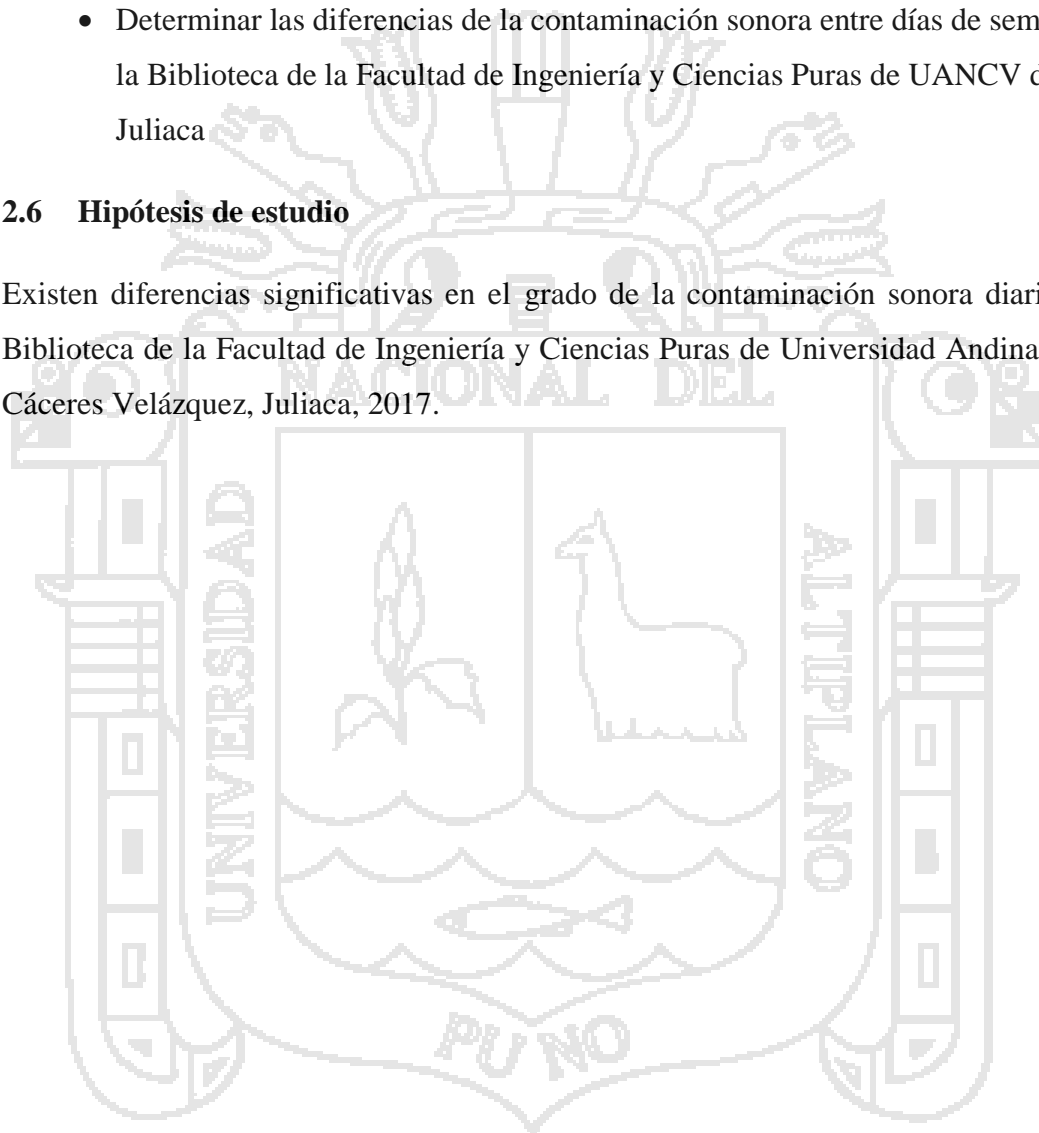 • Determinar las diferencias de la contaminación sonora entre días de sem
la Biblioteca de la Facultad de Ingeniería y Ciencias Puras de UANCV d
Juliaca
2.6 Hipótesis de estudio
Existen diferencias significativas en el grado de la contaminación sonora diari
Biblioteca de la Facultad de Ingeniería y Ciencias Puras de Universidad Andina
Cáceres Velázquez, Juliaca, 2017.
NACIONAL DEL
UNIVERSIDAD
ALTIPLANO
PUNO